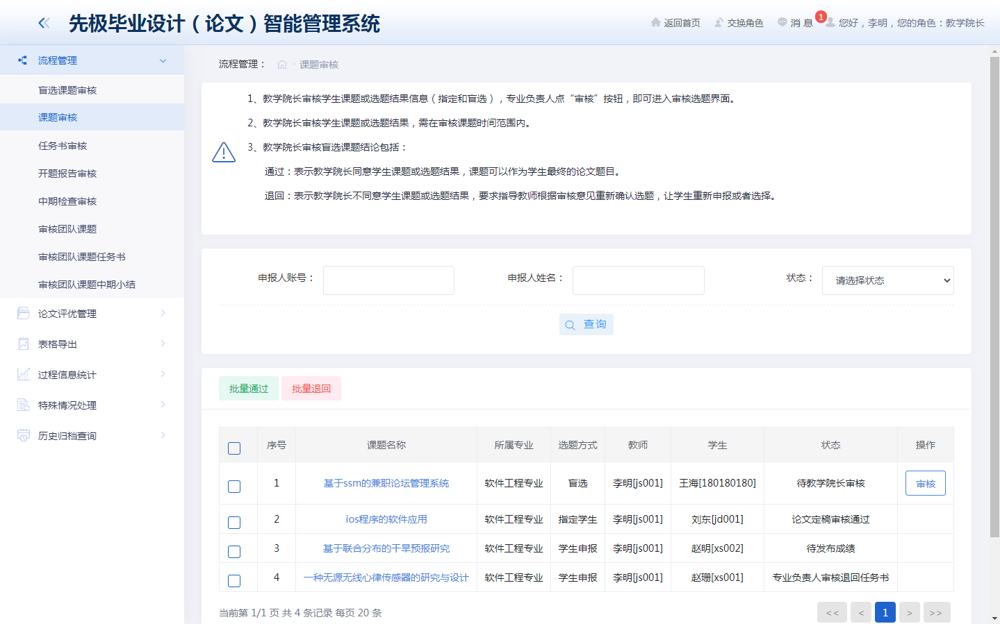 先极毕业设计（论文）智能管理系统
返回首页 交换角色 消 息 1 您好，李明，您的角色：教学院长
流程管理
盲选课题审核
课题审核
任务书审核
开题报告审核
中期检查审核
审核团队课题
审核团队课题任务书
审核团队课题中期小结
论文评优管理
表格导出
过程信息统计
特殊情况处理
历史归档查询
流程管理： 课题审核
1、教学院长审核学生课题或选题结果信息（指定和盲选），专业负责人点“审核”按钮，即可进入审核选题界面。
2、教学院长审核学生课题或选题结果，需在审核课题时间范围内。
3、教学院长审核盲选课题结论包括：
通过：表示教学院长同意学生课题或选题结果，课题可以作为学生最终的论文题目。
退回：表示教学院长不同意学生课题或选题结果，要求指导教师根据审核意见重新确认选题，让学生重新申报或者选择。
申报人账号： 申报人姓名： 状态： 请选择状态
查询
批量通过 批量退回
序号 课题名称 所属专业 选题方式 教师 学生 状态 操作
1 基于ssm的兼职论坛管理系统 软件工程专业 盲选 李明[js001] 王海[180180180] 待教学院长审核 审核
2 ios程序的软件应用 软件工程专业 指定学生 李明[js001] 刘东[jd001] 论文定稿审核通过
3 基于联合分布的干旱预报研究 软件工程专业 学生申报 李明[js001] 赵明[xs002] 待发布成绩
4 一种无源无线心律传感器的研究与设计 软件工程专业 学生申报 李明[js001] 赵珊[xs001] 专业负责人审核退回任务书
当前第 1/1 页 共 4 条记录 每页 20 条 << < 1 > >>